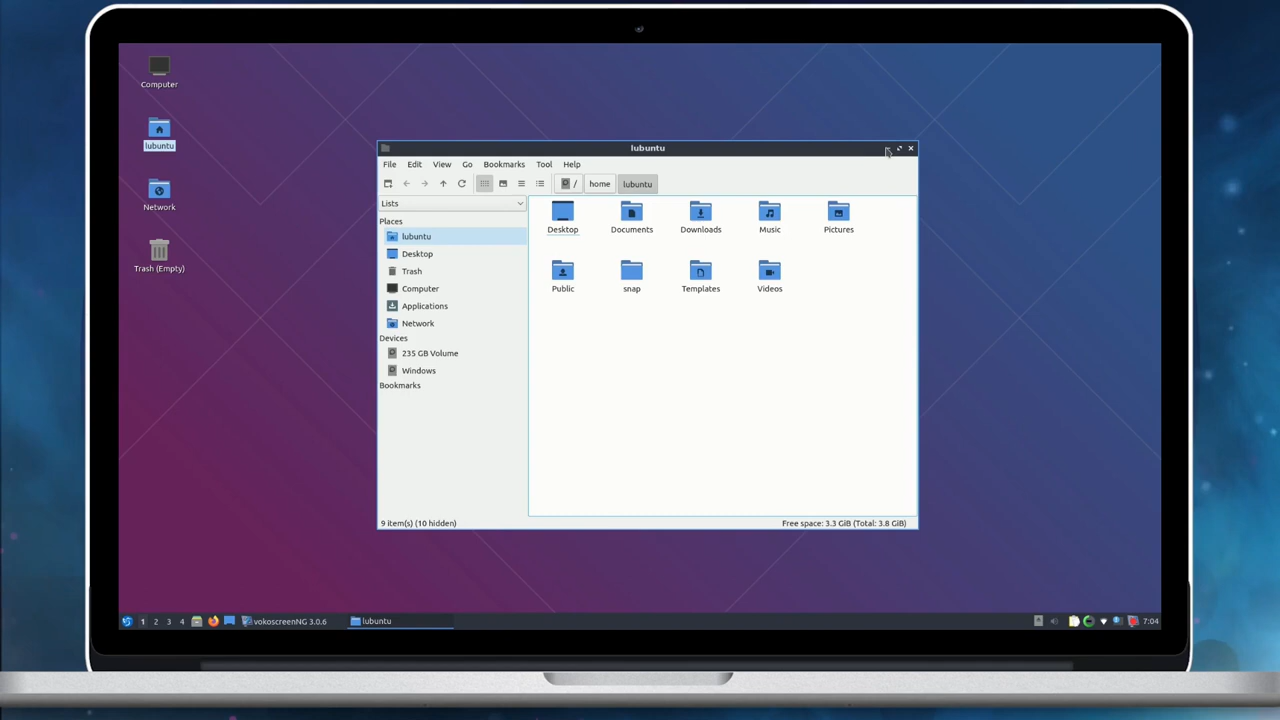 Computer
lubuntu
Network
Trash (Empty)
lubuntu
File Edit View Go Bookmarks Tool Help
/ home lubuntu
Lists
Places
lubuntu
Desktop
Trash
Computer
Applications
Network
Devices
235 GB Volume
Windows
Bookmarks
Desktop Documents Downloads Music Pictures
Public snap Templates Videos
9 item(s) (10 hidden)
Free space: 3.3 GiB (Total: 3.8 GiB)
1 2 3 4 vokoscreenNG 3.0.6 lubuntu 7:04